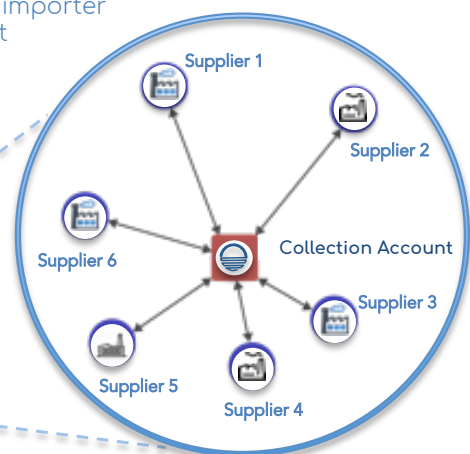 importer
t
Supplier 1
Supplier 2
Supplier 6
Collection Account
Supplier 3
Supplier 5
Supplier 4